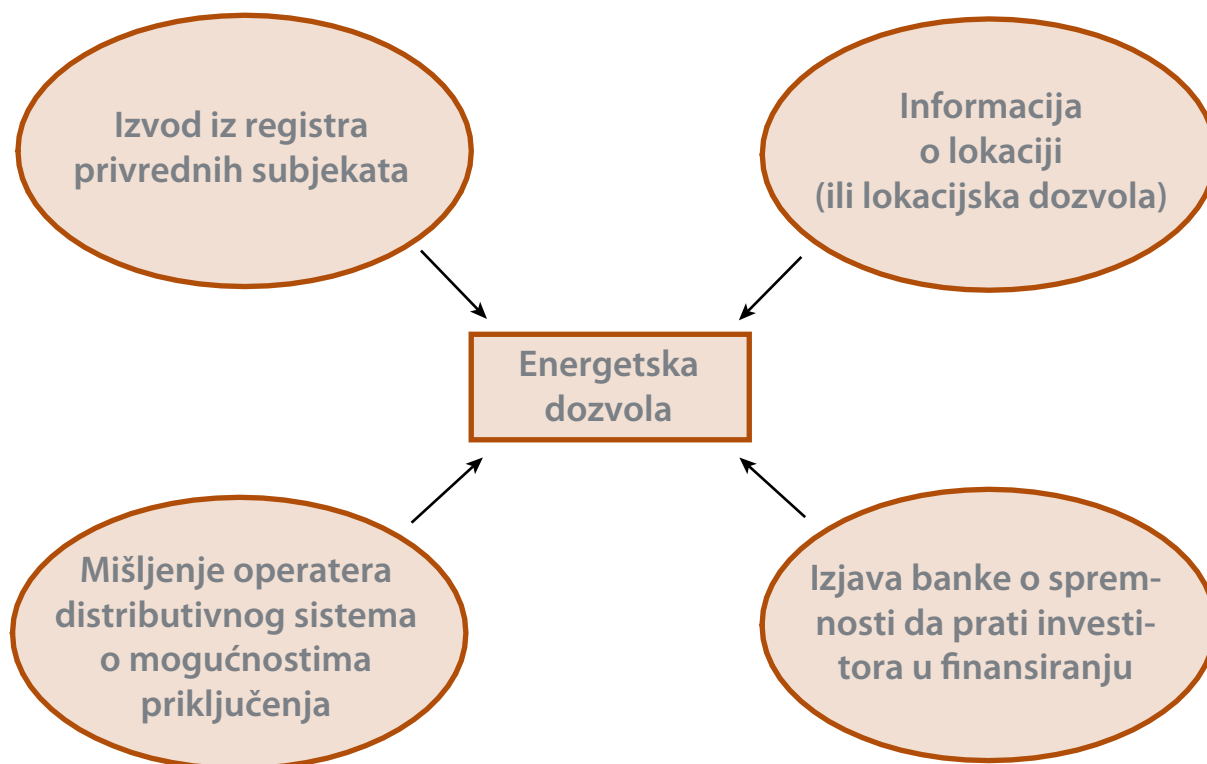 Izvod iz registra
privrednih subjekata
Informacija
o lokaciji
(ili lokacijska dozvola)
Energetska
dozvola
Mišljenje operatera
distributivnog sistema
o mogućnostima
priključenja
Izjava banke o sprem-
nosti da prati investi-
tora u finansiranju